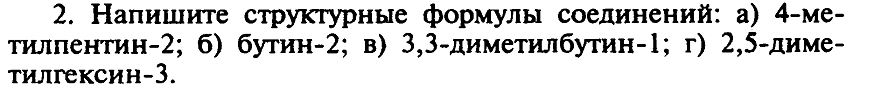 2. Напишите структурные формулы соединений: а) 4-ме-
тилпентин-2; б) бутин-2; в) 3,3-диметилбутин-1; г) 2,5-диме-
тилгексин-3.